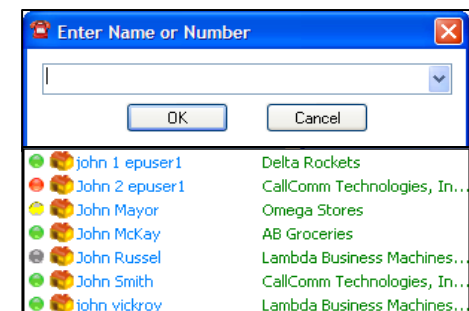 Enter Name or Number
OK Cancel
john 1 epuser1 Delta Rockets
John 2 epuser1 CallComm Technologies, In...
John Mayor Omega Stores
John McKay AB Groceries
John Russel Lambda Business Machines...
John Smith CallComm Technologies, In...
john vickroy Lambda Business Machines...